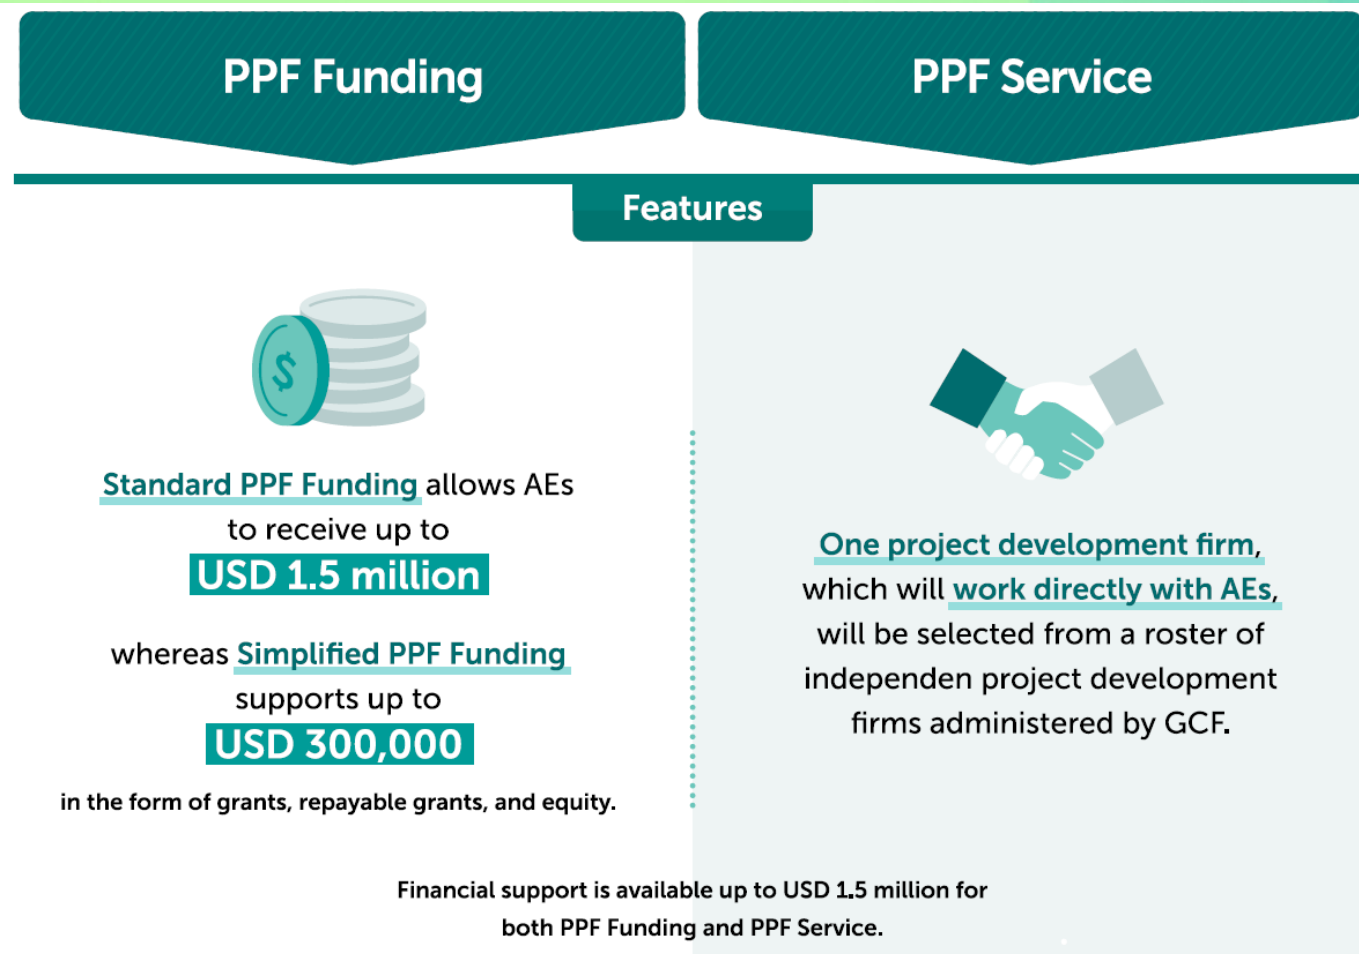 PPF Funding
PPF Service
Features
$
Standard PPF Funding allows AEs
to receive up to
USD 1.5 million
whereas Simplified PPF Funding
supports up to
USD 300,000
in the form of grants, repayable grants, and equity.
One project development firm,
which will work directly with AEs,
will be selected from a roster of
independen project development
firms administered by GCF.
Financial support is available up to USD 1.5 million for
both PPF Funding and PPF Service.